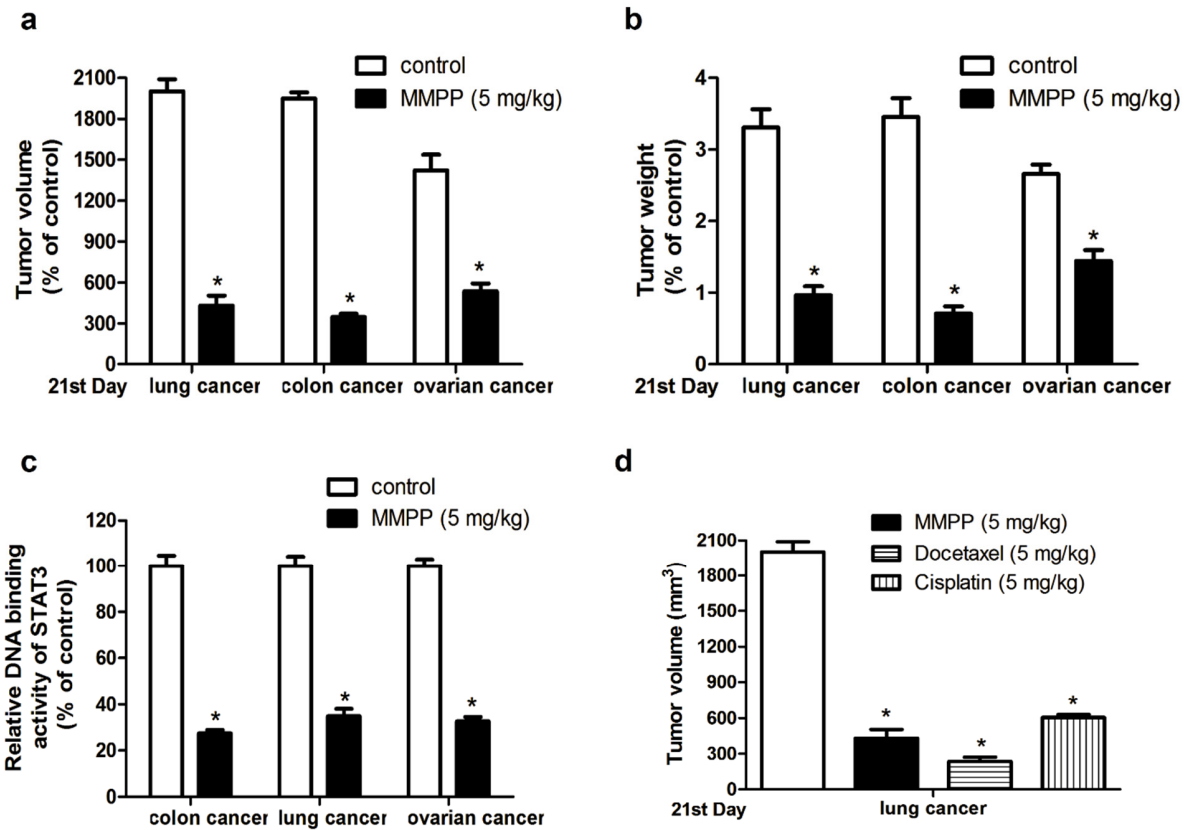 a
control
MMPP (5 mg/kg)
Tumor volume
(% of control)
2100
1800
1500
1200
900
600
300
0
*
*
*
21st Day
lung cancer
colon cancer
ovarian cancer
b
control
MMPP (5 mg/kg)
Tumor weight
(% of control)
4
3
2
1
0
*
*
*
21st Day
lung cancer
colon cancer
ovarian cancer
c
control
MMPP (5 mg/kg)
Relative DNA binding
activity of STAT3
(% of control)
120
100
80
60
40
20
0
*
*
*
colon cancer
lung cancer
ovarian cancer
d
MMPP (5 mg/kg)
Docetaxel (5 mg/kg)
Cisplatin (5 mg/kg)
Tumor volume (mm³)
2100
1800
1500
1200
900
600
300
0
*
*
*
21st Day
lung cancer